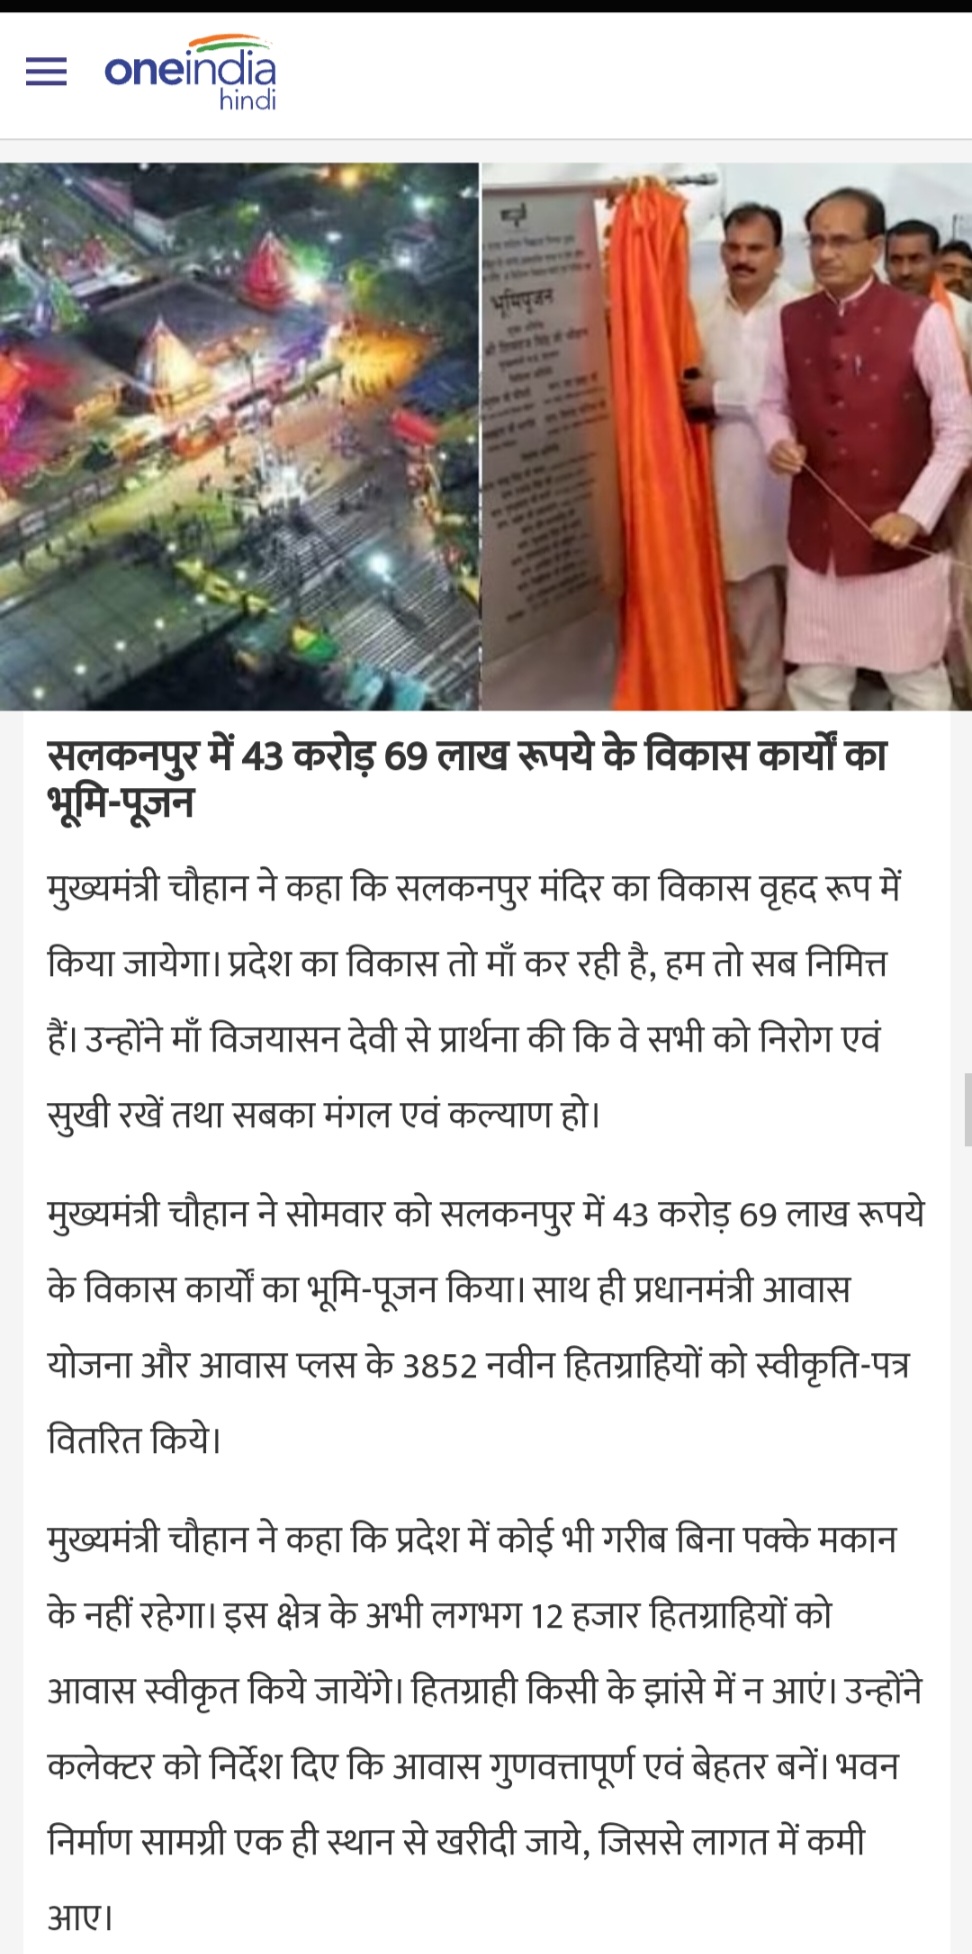 oneindia
hindi
भूमिपूजन
सलकनपुर में 43 करोड़ 69 लाख रूपये के विकास कार्यों का
भूमि-पूजन
मुख्यमंत्री चौहान ने कहा कि सलकनपुर मंदिर का विकास वृहद रूप में
किया जायेगा। प्रदेश का विकास तो माँ कर रही है, हम तो सब निमित्त
हैं। उन्होंने माँ विजयासन देवी से प्रार्थना की कि वे सभी को निरोग एवं
सुखी रखें तथा सबका मंगल एवं कल्याण हो।
मुख्यमंत्री चौहान ने सोमवार को सलकनपुर में 43 करोड़ 69 लाख रूपये
के विकास कार्यों का भूमि-पूजन किया। साथ ही प्रधानमंत्री आवास
योजना और आवास प्लस के 3852 नवीन हितग्राहियों को स्वीकृति-पत्र
वितरित किये।
मुख्यमंत्री चौहान ने कहा कि प्रदेश में कोई भी गरीब बिना पक्के मकान
के नहीं रहेगा। इस क्षेत्र के अभी लगभग 12 हजार हितग्राहियों को
आवास स्वीकृत किये जायेंगे। हितग्राही किसी के झांसे में न आएं। उन्होंने
कलेक्टर को निर्देश दिए कि आवास गुणवत्तापूर्ण एवं बेहतर बनें। भवन
निर्माण सामग्री एक ही स्थान से खरीदी जाये, जिससे लागत में कमी
आए।